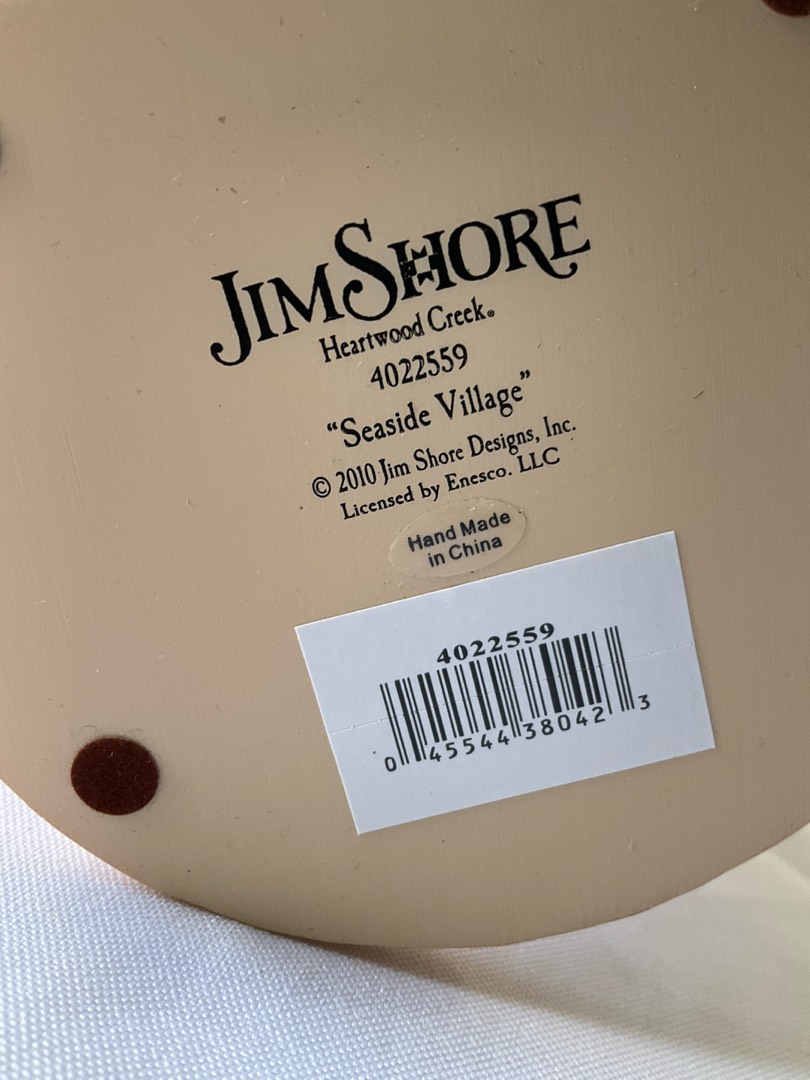 JIM SHORE
Heartwood Creek®
4022559
“Seaside Village”
© 2010 Jim Shore Designs, Inc.
Licensed by Enesco. LLC
Hand Made
in China
4022559
0 45544 38042 3